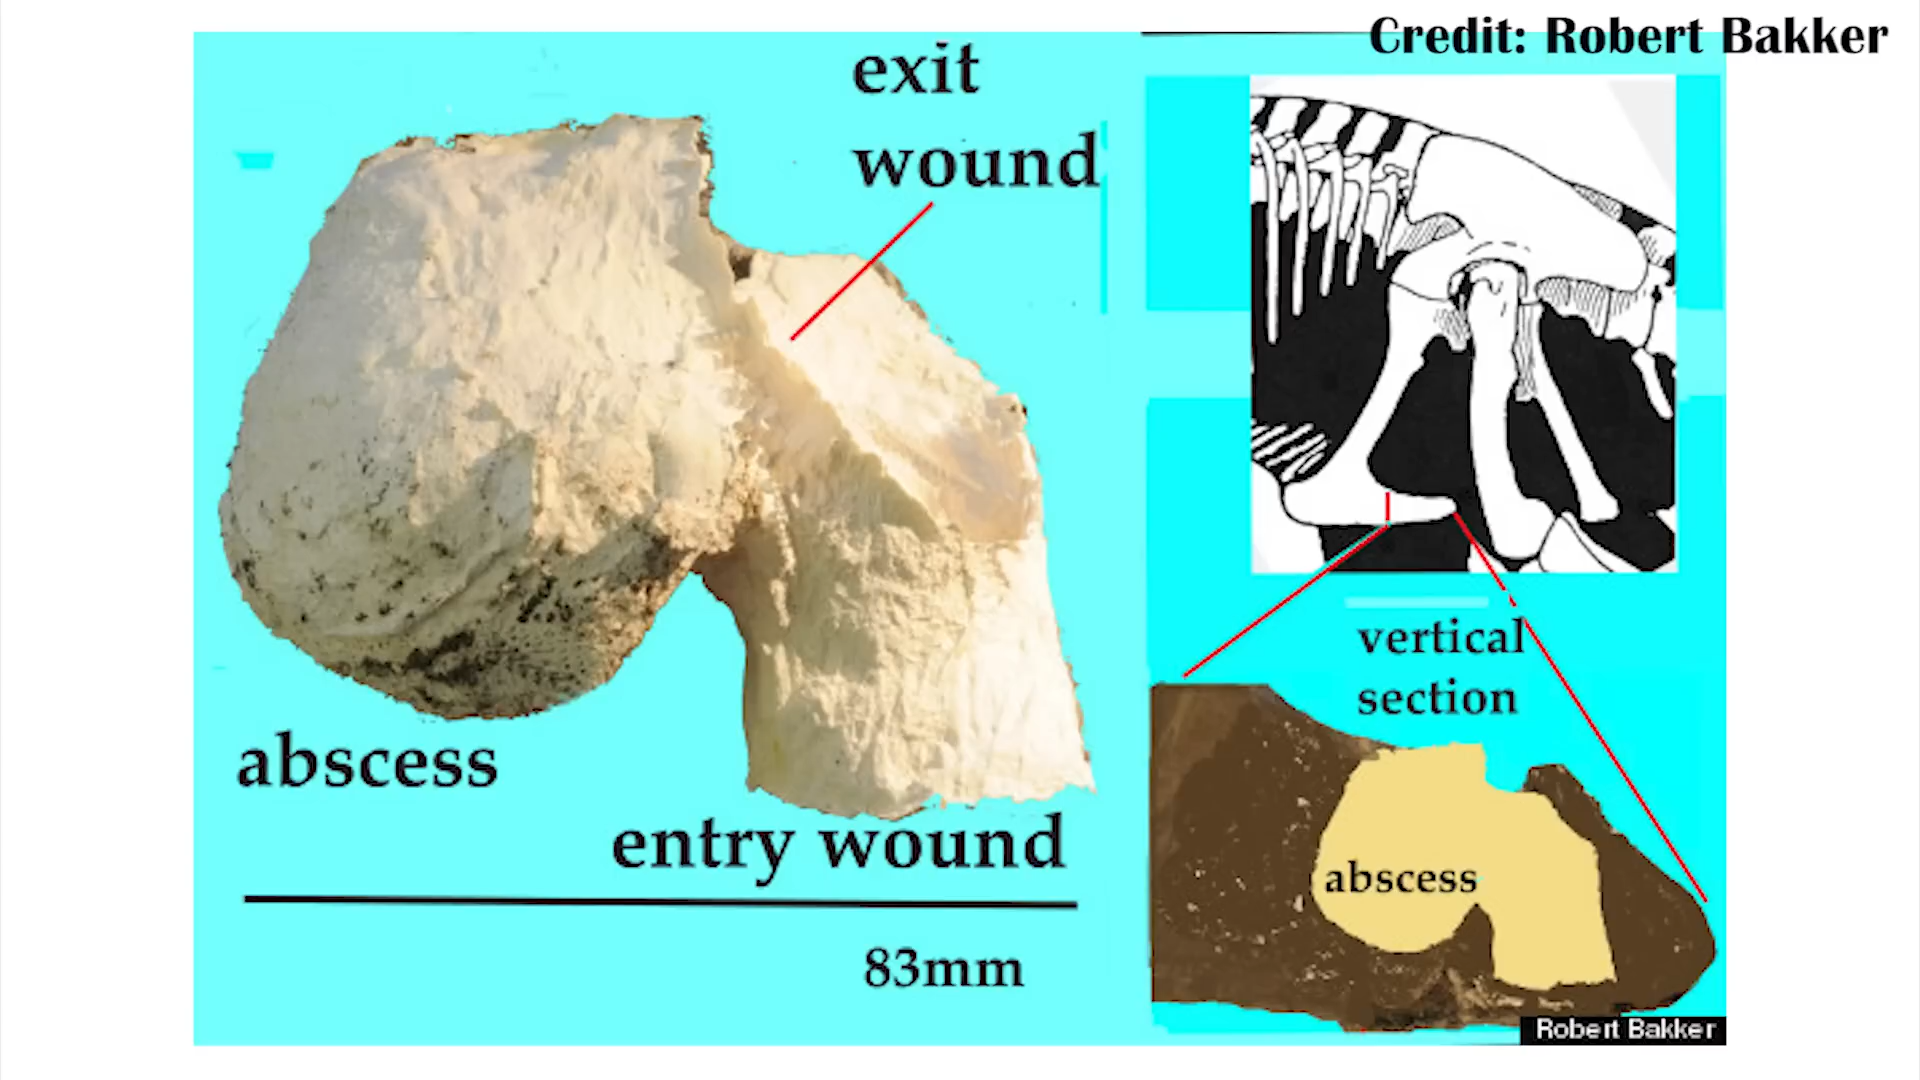 Credit: Robert Bakker
exit
wound
abscess
entry wound
83mm
vertical
section
abscess
Robert Bakker